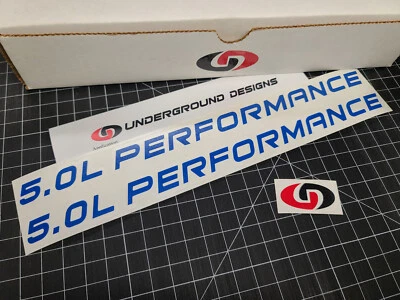 UNDERGROUND DESIGNS
5.0L PERFORMANCE
5.0L PERFORMANCE